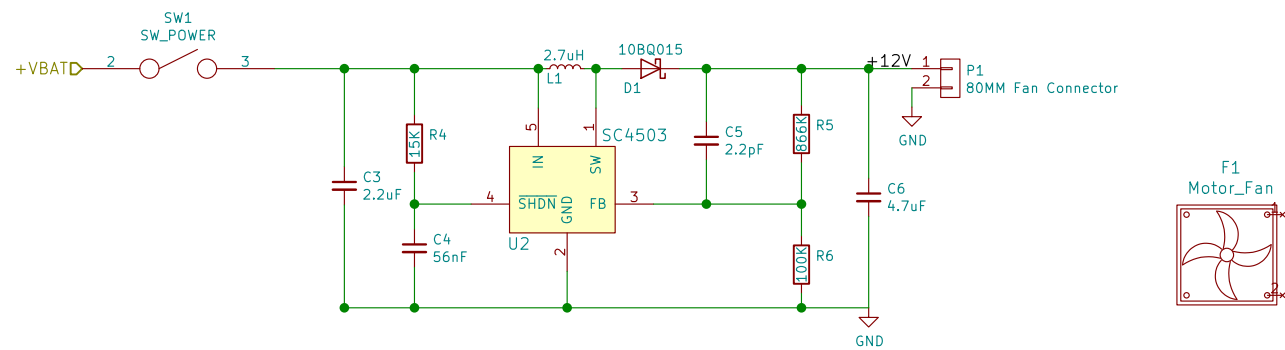 SW1
SW_POWER
+VBAT
2
3
2.7uH
L1
10BQ015
D1
+12V
1
2
P1
80MM Fan Connector
GND
R4
15K
5
1
SC4503
IN
SW
SHDN
GND
FB
4
3
2
U2
C3
2.2uF
C4
56nF
C5
2.2pF
R5
866K
R6
100K
C6
4.7uF
GND
F1
Motor_Fan
1
2